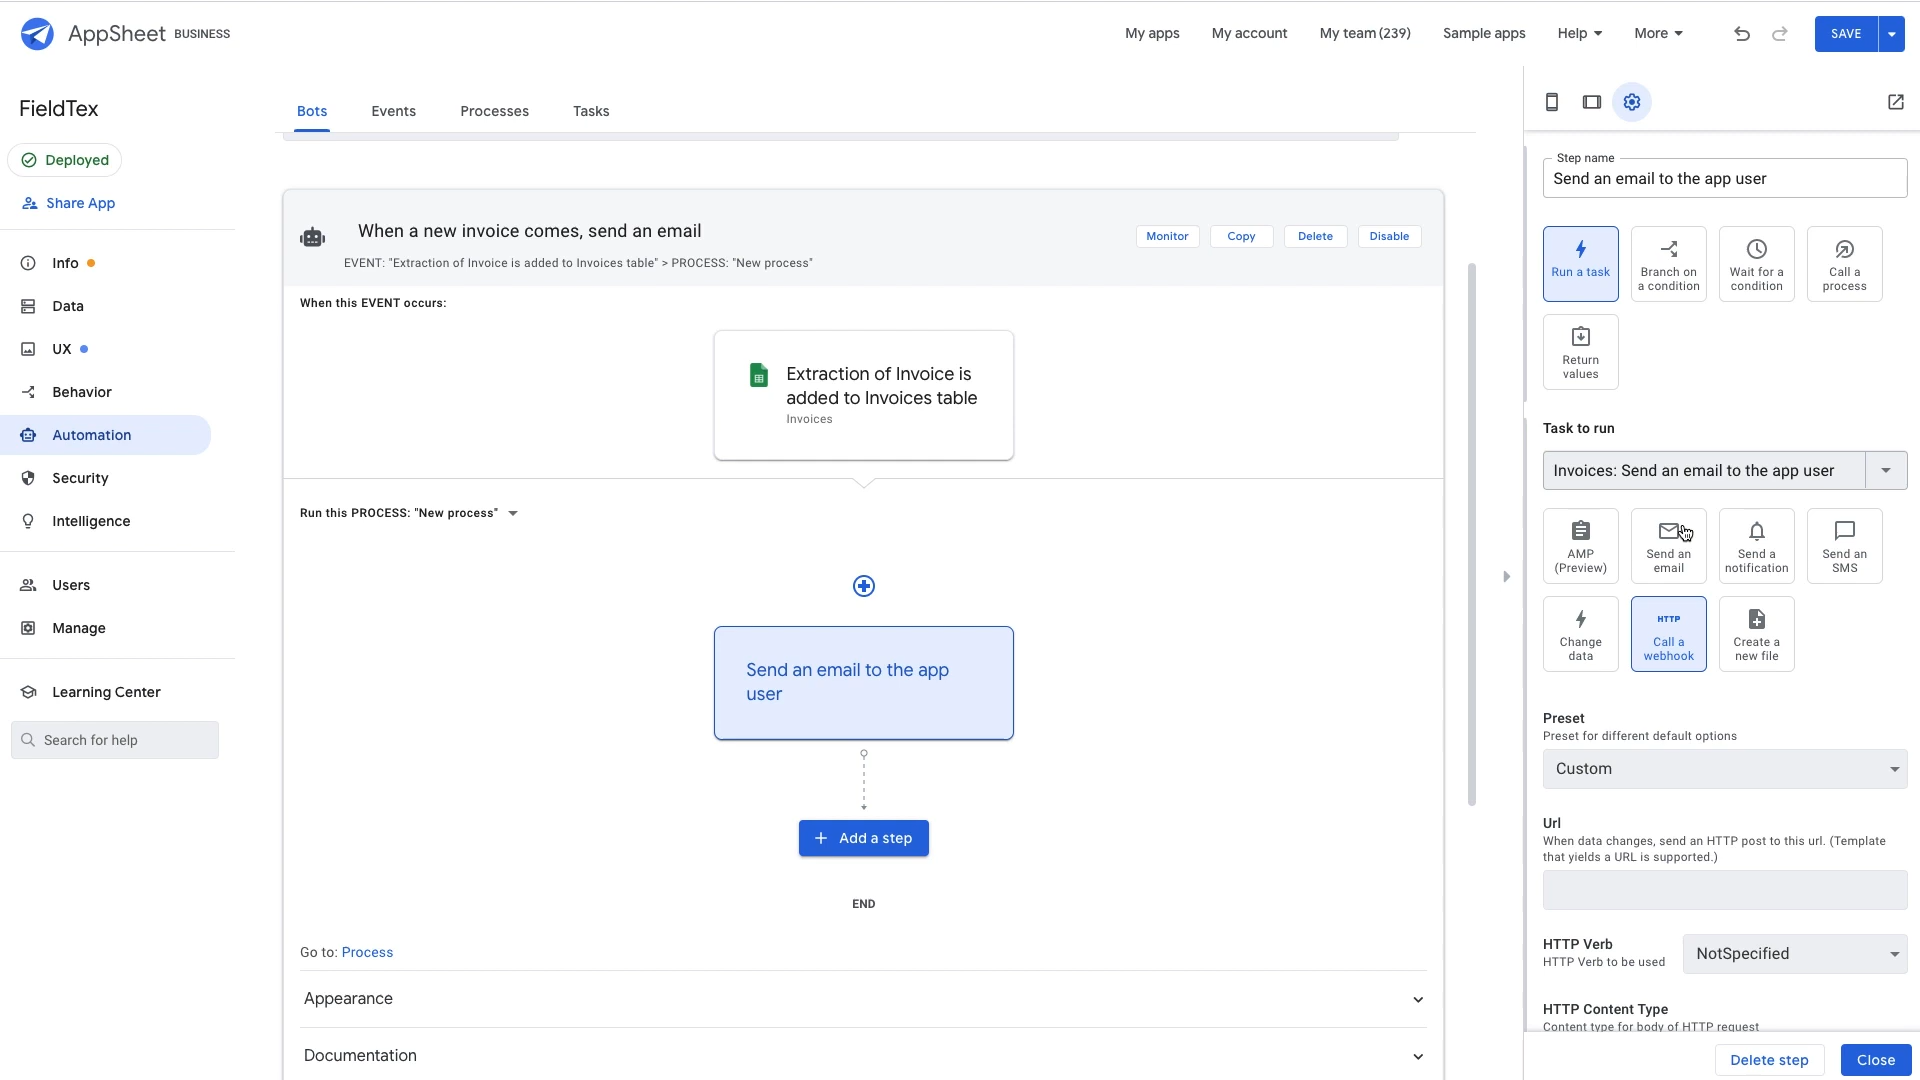 AppSheet BUSINESS
My apps
My account
My team (239)
Sample apps
Help
More
SAVE
FieldTex
Deployed
Share App
Info
Data
UX
Behavior
Automation
Security
Intelligence
Users
Manage
Learning Center
Search for help
Bots
Events
Processes
Tasks
When a new invoice comes, send an email
Monitor
Copy
Delete
Disable
EVENT: "Extraction of Invoice is added to Invoices table" > PROCESS: "New process"
When this EVENT occurs:
Extraction of Invoice is
added to Invoices table
Invoices
Run this PROCESS: "New process"
Send an email to the app
user
Add a step
END
Go to: Process
Appearance
Documentation
Step name
Send an email to the app user
Run a task
Branch on
a condition
Wait for a
condition
Call a
process
Return
values
Task to run
Invoices: Send an email to the app user
AMP
(Preview)
Send an
email
Send a
notification
Send an
SMS
Change
data
HTTP
Call a
webhook
Create a
new file
Preset
Preset for different default options
Custom
Url
When data changes, send an HTTP post to this url. (Template
that yields a URL is supported.)
HTTP Verb
HTTP Verb to be used
NotSpecified
HTTP Content Type
Content type for body of HTTP request
Delete step
Close